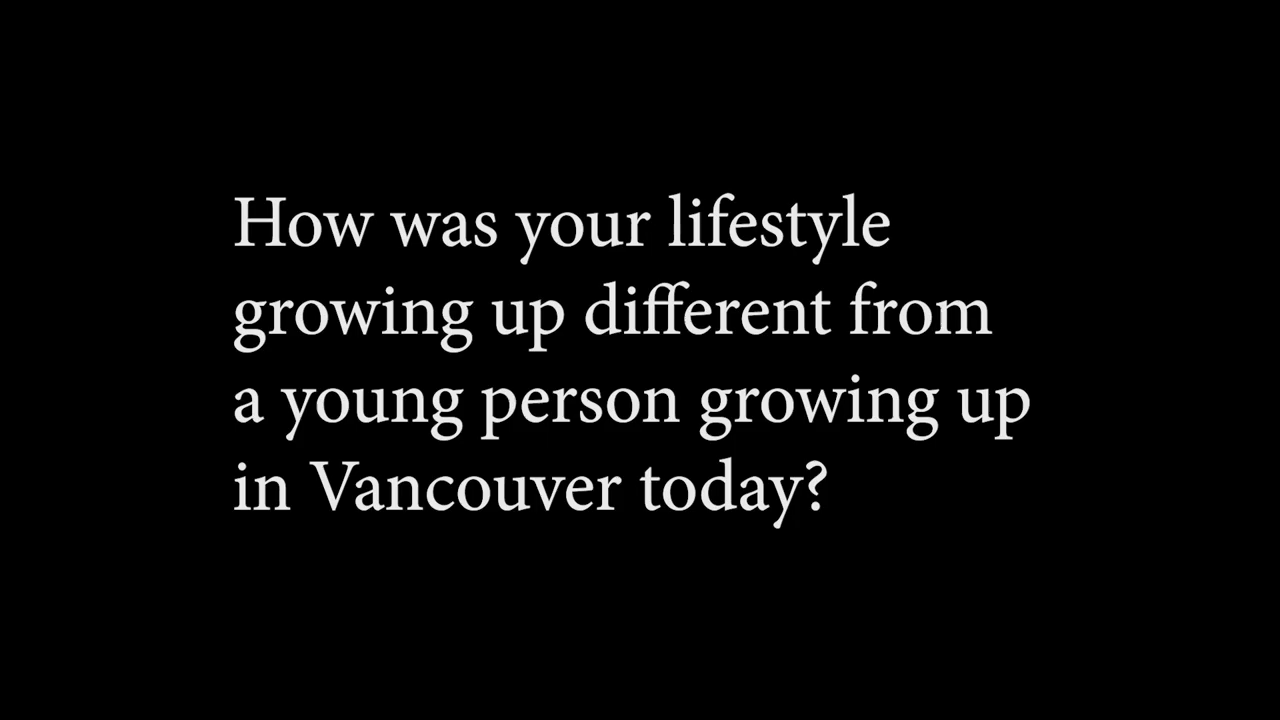 How was your lifestyle
growing up different from
a young person growing up
in Vancouver today?